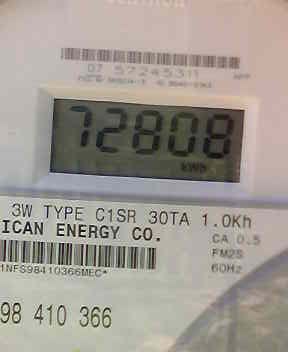 07 57245311
72808
kWh
3W TYPE C1SR 30TA 1.0Kh
ICAN ENERGY CO.
CA 0.5
FM2S
60Hz
1NFS98410366MEC*
98 410 366